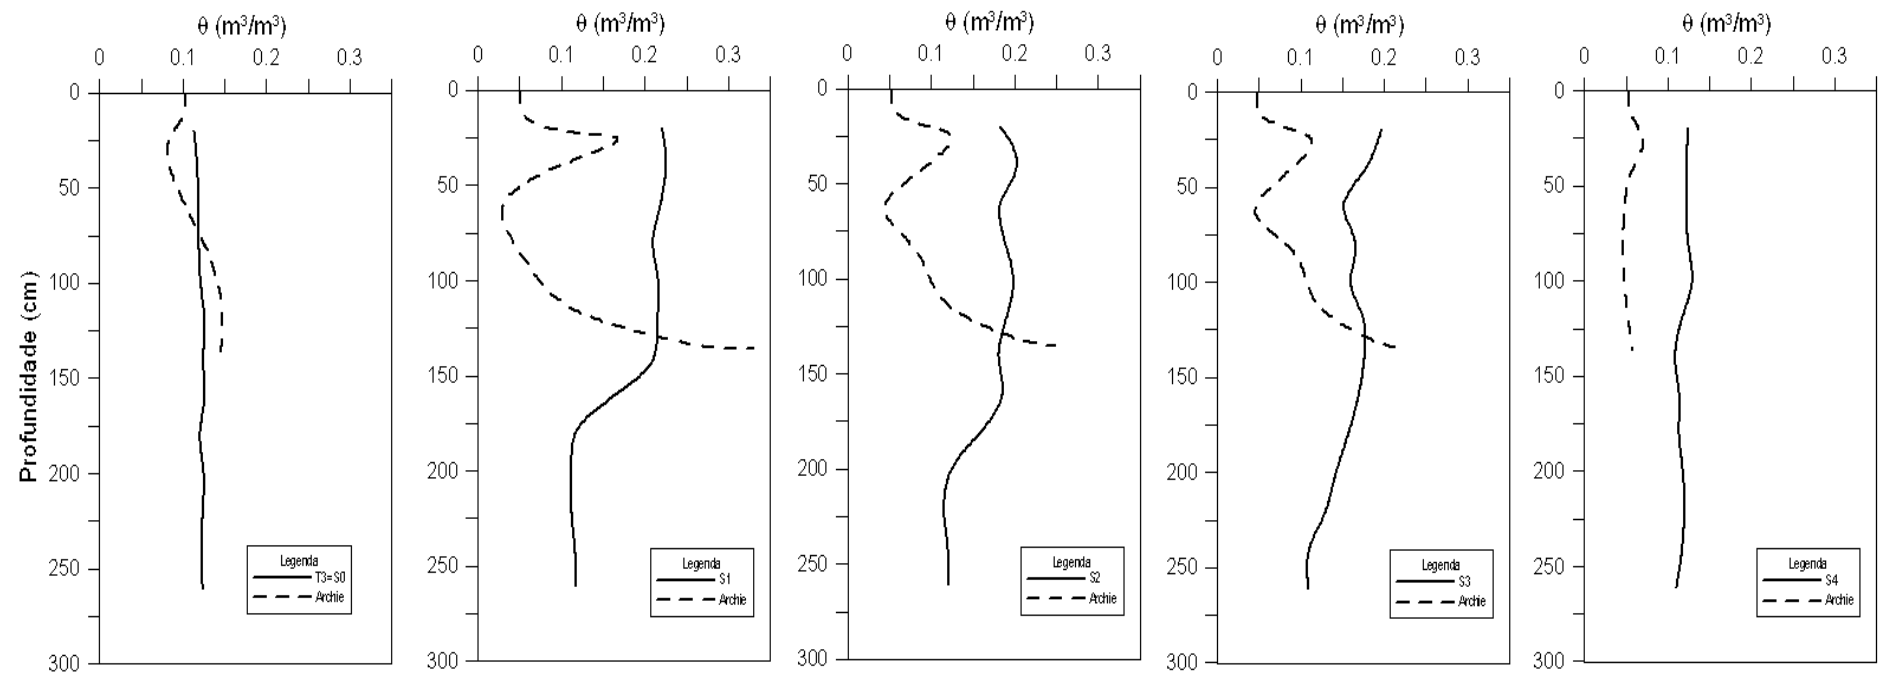 θ (m³/m³)
0 0.1 0.2 0.3
0
50
100
150
200
250
300
Profundidade (cm)
Legenda
T3=S0
Archie
θ (m³/m³)
0 0.1 0.2 0.3
0
50
100
150
200
250
300
Legenda
S1
Archie
θ (m³/m³)
0 0.1 0.2 0.3
0
50
100
150
200
250
300
Legenda
S2
Archie
θ (m³/m³)
0 0.1 0.2 0.3
0
50
100
150
200
250
300
Legenda
S3
Archie
θ (m³/m³)
0 0.1 0.2 0.3
0
50
100
150
200
250
300
Legenda
S4
Archie